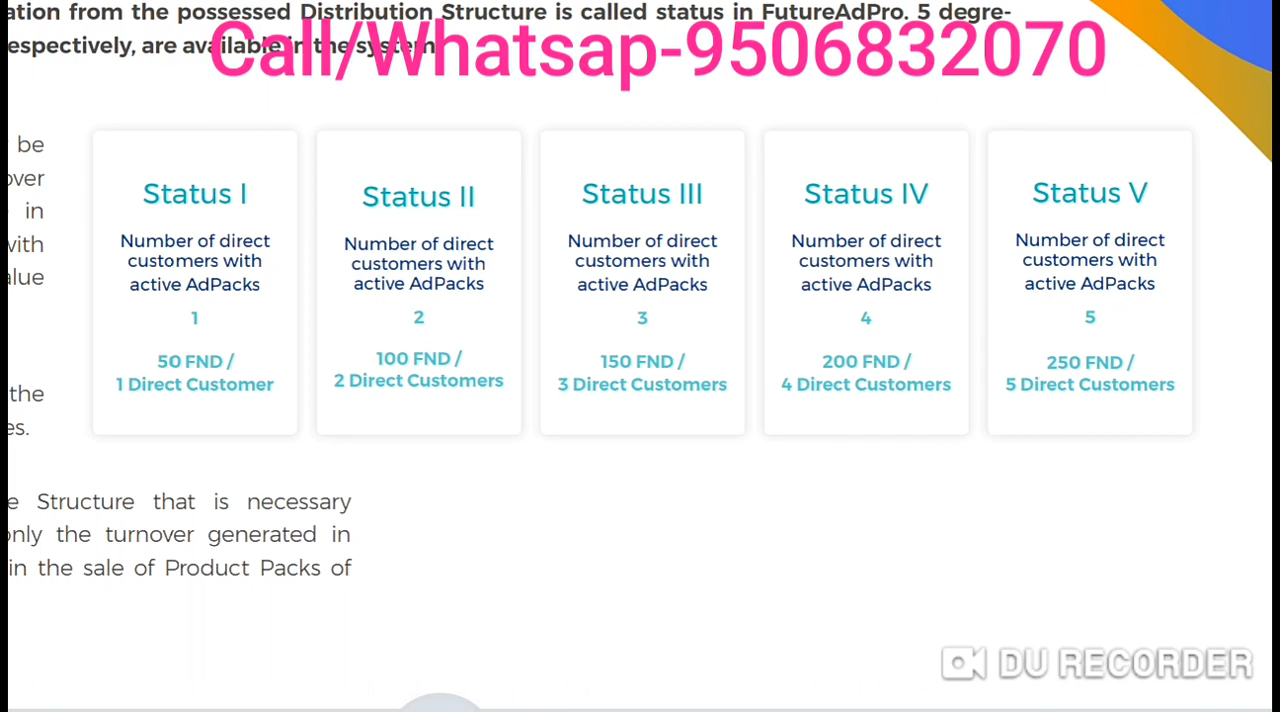 ation from the possessed Distribution Structure is called status in FutureAdPro. 5 degre-
espectively, are available in the system
Call/Whatsap-9506832070
be
over
in
with
alue
the
es.
Status I
Number of direct
customers with
active AdPacks
1
50 FND /
1 Direct Customer
Status II
Number of direct
customers with
active AdPacks
2
100 FND /
2 Direct Customers
Status III
Number of direct
customers with
active AdPacks
3
150 FND /
3 Direct Customers
Status IV
Number of direct
customers with
active AdPacks
4
200 FND /
4 Direct Customers
Status V
Number of direct
customers with
active AdPacks
5
250 FND /
5 Direct Customers
e Structure that is necessary
only the turnover generated in
in the sale of Product Packs of
DU RECORDER